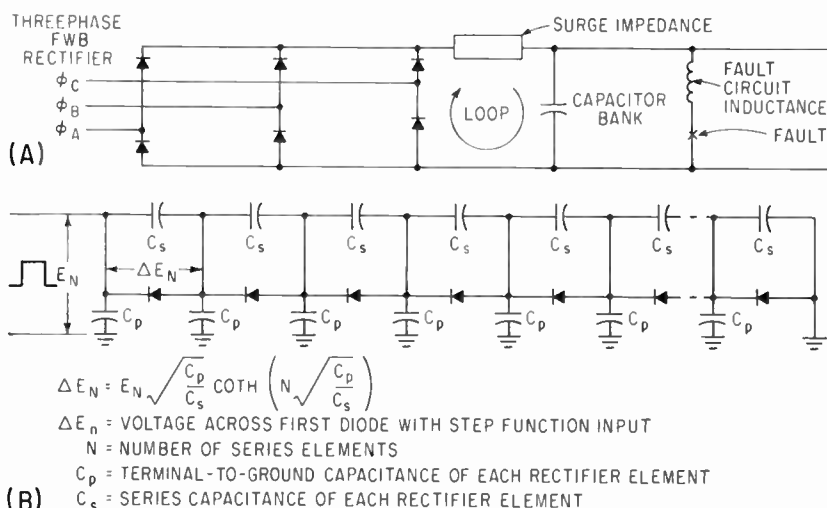 THREEPHASE
FWB
RECTIFIER
SURGE IMPEDANCE
ϕC
ϕB
ϕA
LOOP
CAPACITOR
BANK
FAULT
CIRCUIT
INDUCTANCE
FAULT
(A)
Cs Cs Cs Cs Cs Cs
EN
ΔEN
Cp Cp Cp Cp Cp Cp
ΔEN = EN √(Cp/Cs) COTH (N √(Cp/Cs))
ΔEn = VOLTAGE ACROSS FIRST DIODE WITH STEP FUNCTION INPUT
N = NUMBER OF SERIES ELEMENTS
Cp = TERMINAL-TO-GROUND CAPACITANCE OF EACH RECTIFIER ELEMENT
(B) Cs = SERIES CAPACITANCE OF EACH RECTIFIER ELEMENT